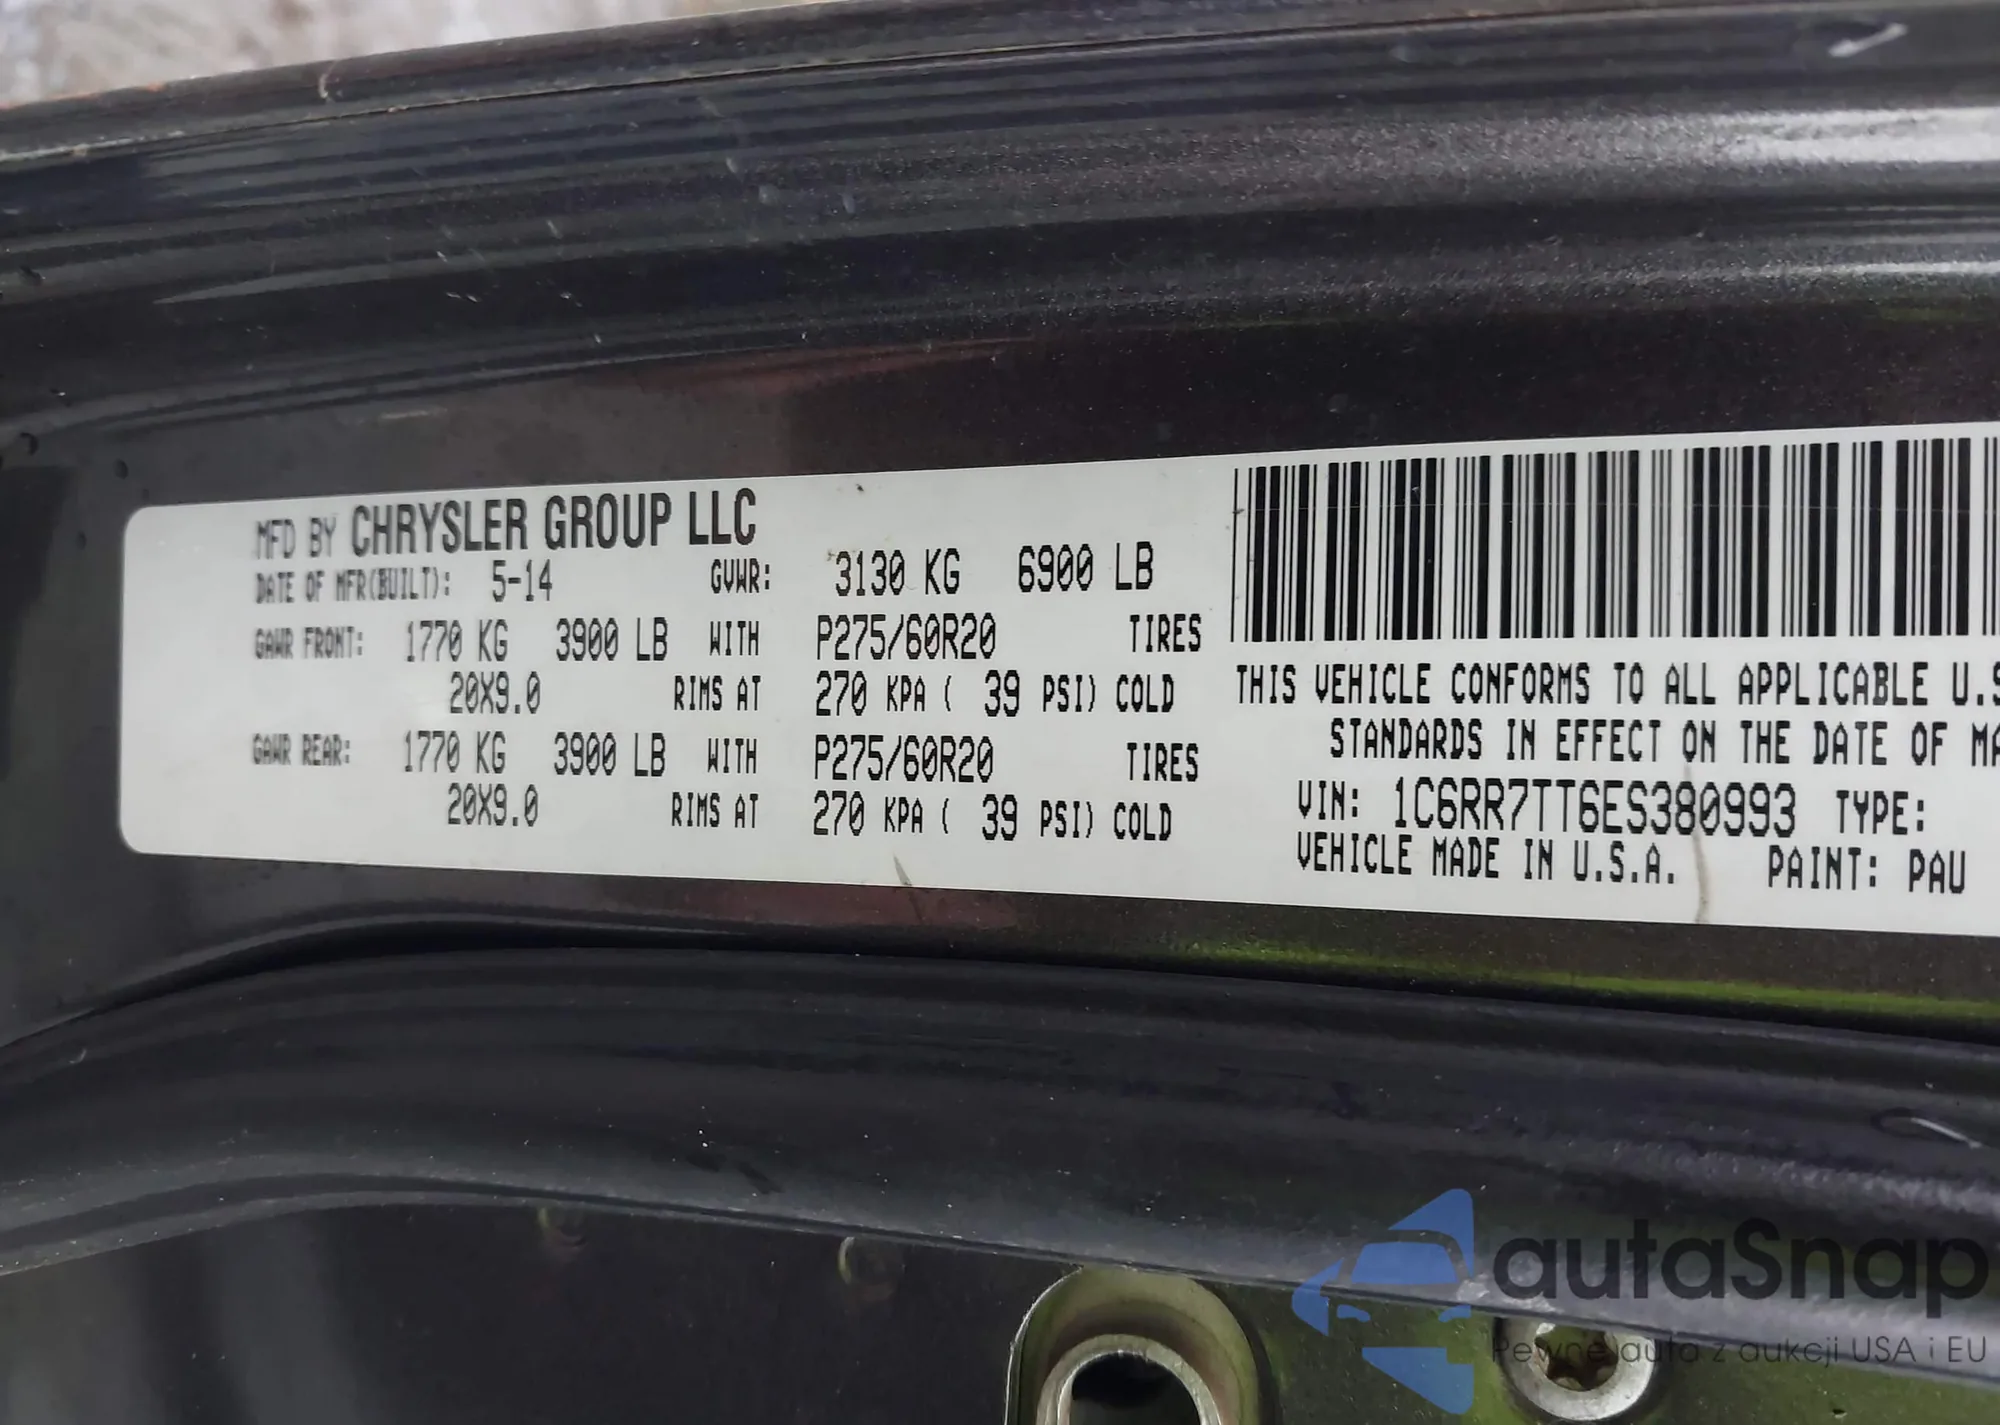 MFD BY CHRYSLER GROUP LLC
DATE OF MFR(BUILT): 5-14 GVWR: 3130 KG 6900 LB
GAWR FRONT: 1770 KG 3900 LB WITH P275/60R20 TIRES
20X9.0 RIMS AT 270 KPA ( 39 PSI) COLD
GAWR REAR: 1770 KG 3900 LB WITH P275/60R20 TIRES
20X9.0 RIMS AT 270 KPA ( 39 PSI) COLD
THIS VEHICLE CONFORMS TO ALL APPLICABLE U.S
STANDARDS IN EFFECT ON THE DATE OF MA
VIN: 1C6RR7TT6ES380993 TYPE:
VEHICLE MADE IN U.S.A. PAINT: PAU
autaSnap
Pewne auta z aukcji USA i EU